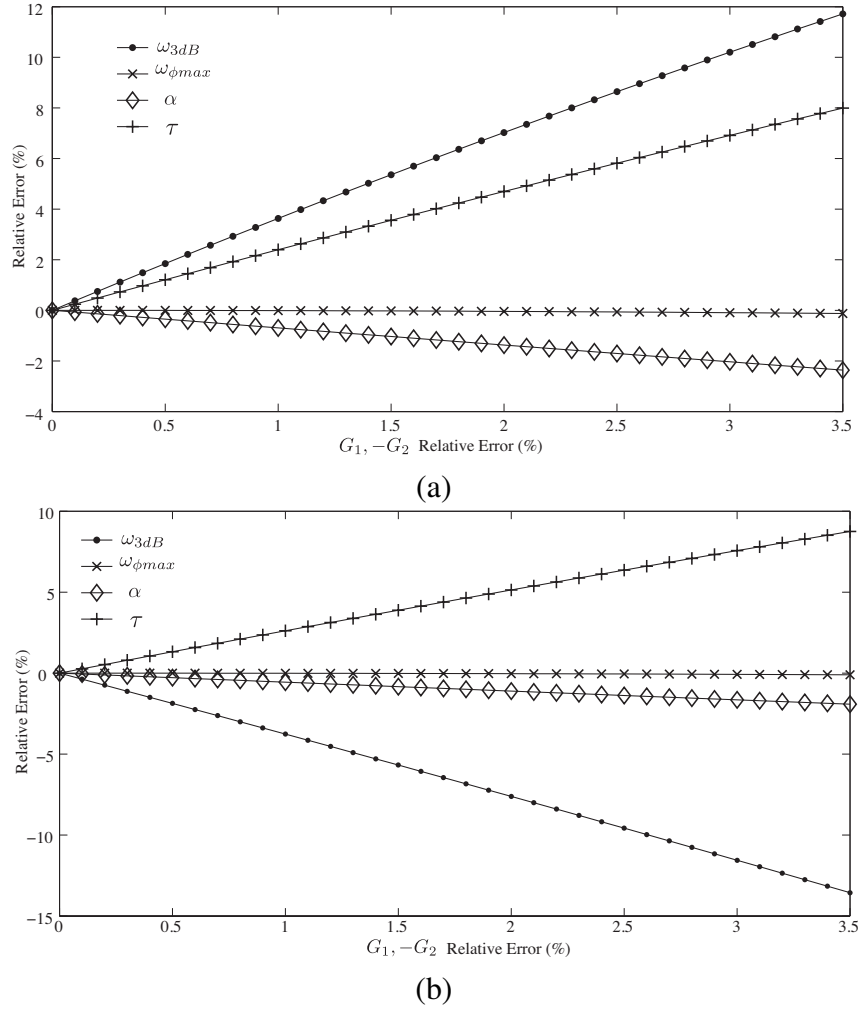 12
10
8
6
4
2
0
−2
−4
Relative Error (%)
ω3dB
ωϕmax
α
τ
0 0.5 1 1.5 2 2.5 3 3.5
G1, −G2 Relative Error (%)
(a)
10
5
0
−5
−10
−15
Relative Error (%)
ω3dB
ωϕmax
α
τ
0 0.5 1 1.5 2 2.5 3 3.5
G1, −G2 Relative Error (%)
(b)